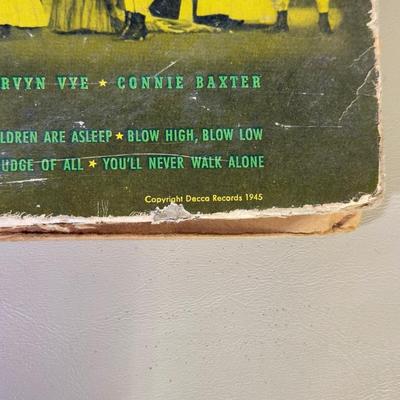 RVYN VYE ★ CONNIE BAXTER
ILDREN ARE ASLEEP ★ BLOW HIGH, BLOW LOW
UDGE OF ALL ★ YOU'LL NEVER WALK ALONE
Copyright Decca Records 1945